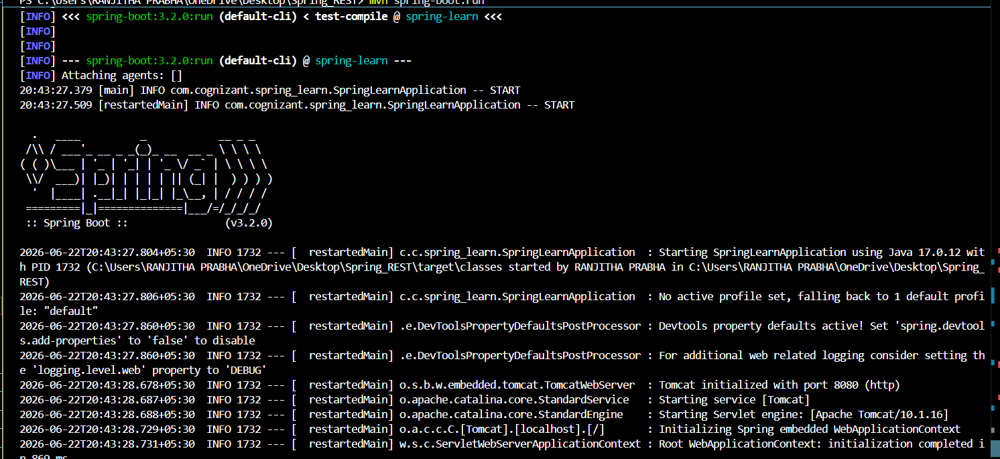 PS C:\Users\RANJITHA PRABHA\OneDrive\Desktop\Spring_REST> mvn spring-boot:run
[INFO] <<< spring-boot:3.2.0:run (default-cli) < test-compile @ spring-learn <<<
[INFO]
[INFO]
[INFO] --- spring-boot:3.2.0:run (default-cli) @ spring-learn ---
[INFO] Attaching agents: []
20:43:27.379 [main] INFO com.cognizant.spring_learn.SpringLearnApplication -- START
20:43:27.509 [restartedMain] INFO com.cognizant.spring_learn.SpringLearnApplication -- START
  .   ____          _            __ _ _
 /\\ / ___'_ __ _ _(_)_ __  __ _ \ \ \ \
( ( )\___ | '_ | '_| | '_ \/ _` | \ \ \ \
 \\/  ___)| |_)| | | | | || (_| |  ) ) ) )
  '  |____| .__|_| |_|_| |_\__, | / / / /
 =========|_|==============|___/=/_/_/_/
 :: Spring Boot ::                (v3.2.0)
2026-06-22T20:43:27.804+05:30  INFO 1732 --- [  restartedMain] c.c.spring_learn.SpringLearnApplication  : Starting SpringLearnApplication using Java 17.0.12 wit
h PID 1732 (C:\Users\RANJITHA PRABHA\OneDrive\Desktop\Spring_REST\target\classes started by RANJITHA PRABHA in C:\Users\RANJITHA PRABHA\OneDrive\Desktop\Spring_
REST)
2026-06-22T20:43:27.806+05:30  INFO 1732 --- [  restartedMain] c.c.spring_learn.SpringLearnApplication  : No active profile set, falling back to 1 default profi
le: "default"
2026-06-22T20:43:27.860+05:30  INFO 1732 --- [  restartedMain] .e.DevToolsPropertyDefaultsPostProcessor : Devtools property defaults active! Set 'spring.devtool
s.add-properties' to 'false' to disable
2026-06-22T20:43:27.860+05:30  INFO 1732 --- [  restartedMain] .e.DevToolsPropertyDefaultsPostProcessor : For additional web related logging consider setting th
e 'logging.level.web' property to 'DEBUG'
2026-06-22T20:43:28.678+05:30  INFO 1732 --- [  restartedMain] o.s.b.w.embedded.tomcat.TomcatWebServer  : Tomcat initialized with port 8080 (http)
2026-06-22T20:43:28.687+05:30  INFO 1732 --- [  restartedMain] o.apache.catalina.core.StandardService   : Starting service [Tomcat]
2026-06-22T20:43:28.688+05:30  INFO 1732 --- [  restartedMain] o.apache.catalina.core.StandardEngine    : Starting Servlet engine: [Apache Tomcat/10.1.16]
2026-06-22T20:43:28.729+05:30  INFO 1732 --- [  restartedMain] o.a.c.c.C.[Tomcat].[localhost].[/]       : Initializing Spring embedded WebApplicationContext
2026-06-22T20:43:28.731+05:30  INFO 1732 --- [  restartedMain] w.s.c.ServletWebServerApplicationContext : Root WebApplicationContext: initialization completed i
n 869 ms